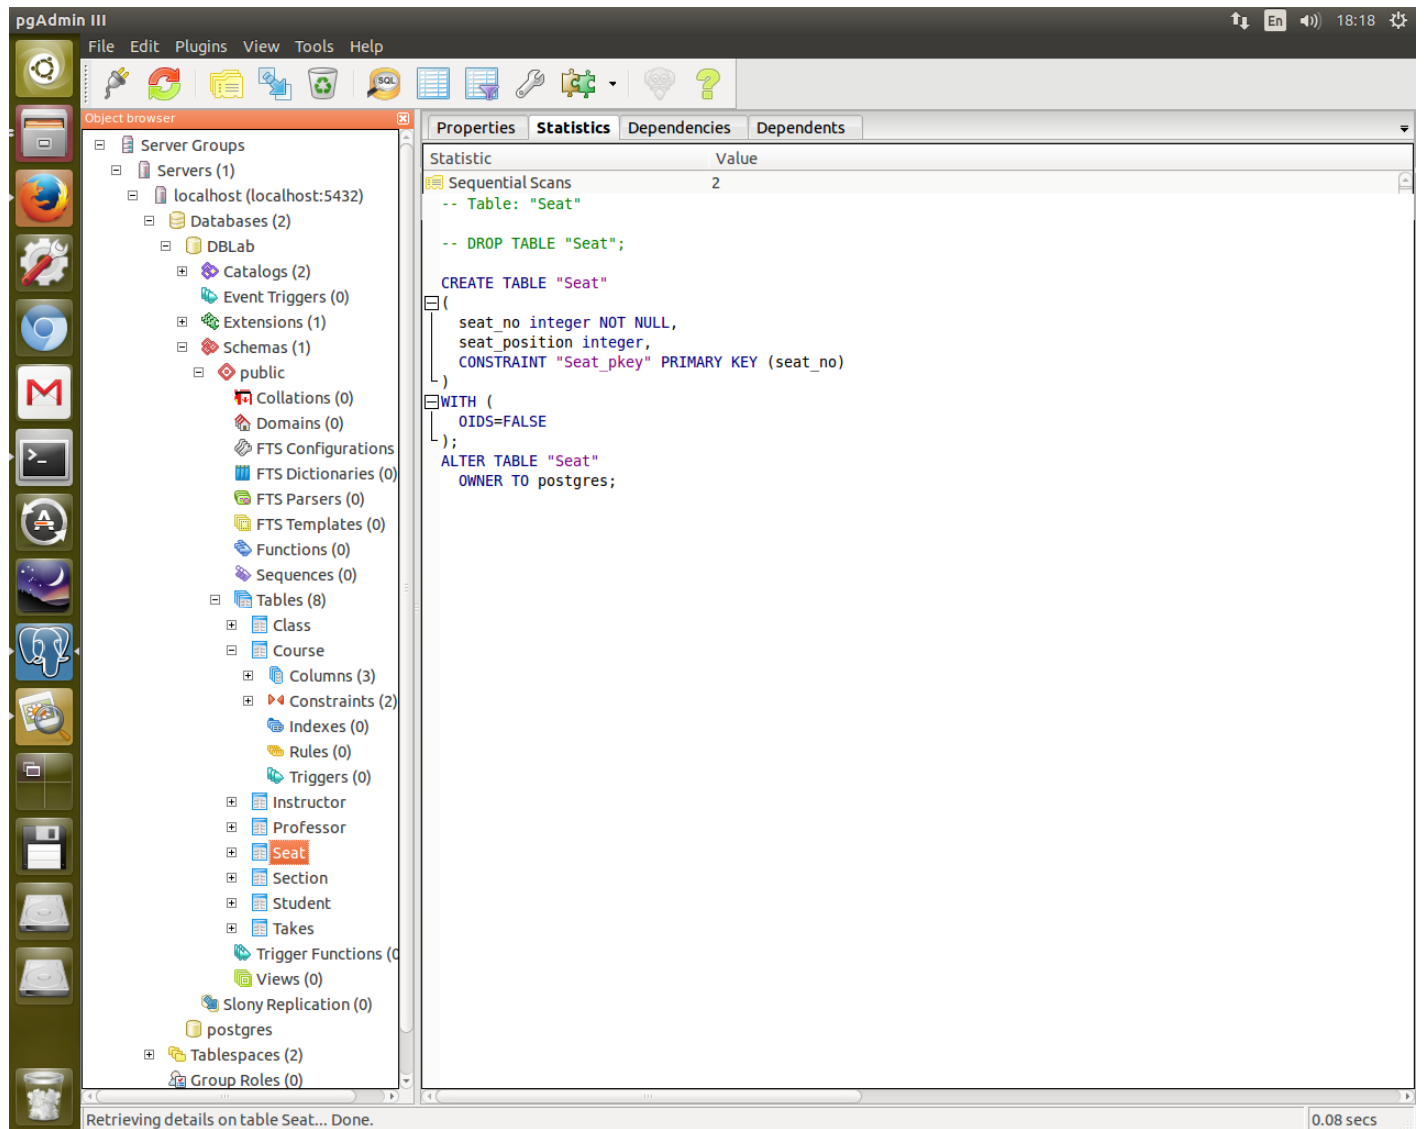 pgAdmin III
En
18:18
File Edit Plugins View Tools Help
SQL
Object browser
Server Groups
Servers (1)
localhost (localhost:5432)
Databases (2)
DBLab
Catalogs (2)
Event Triggers (0)
Extensions (1)
Schemas (1)
public
Collations (0)
Domains (0)
FTS Configurations
FTS Dictionaries (0)
FTS Parsers (0)
FTS Templates (0)
Functions (0)
Sequences (0)
Tables (8)
Class
Course
Columns (3)
Constraints (2)
Indexes (0)
Rules (0)
Triggers (0)
Instructor
Professor
Seat
Section
Student
Takes
Trigger Functions (0
Views (0)
Slony Replication (0)
postgres
Tablespaces (2)
Group Roles (0)
Properties Statistics Dependencies Dependents
Statistic Value
Sequential Scans 2
-- Table: "Seat"
-- DROP TABLE "Seat";
CREATE TABLE "Seat"
(
seat_no integer NOT NULL,
seat_position integer,
CONSTRAINT "Seat_pkey" PRIMARY KEY (seat_no)
)
WITH (
OIDS=FALSE
);
ALTER TABLE "Seat"
OWNER TO postgres;
Retrieving details on table Seat... Done.
0.08 secs